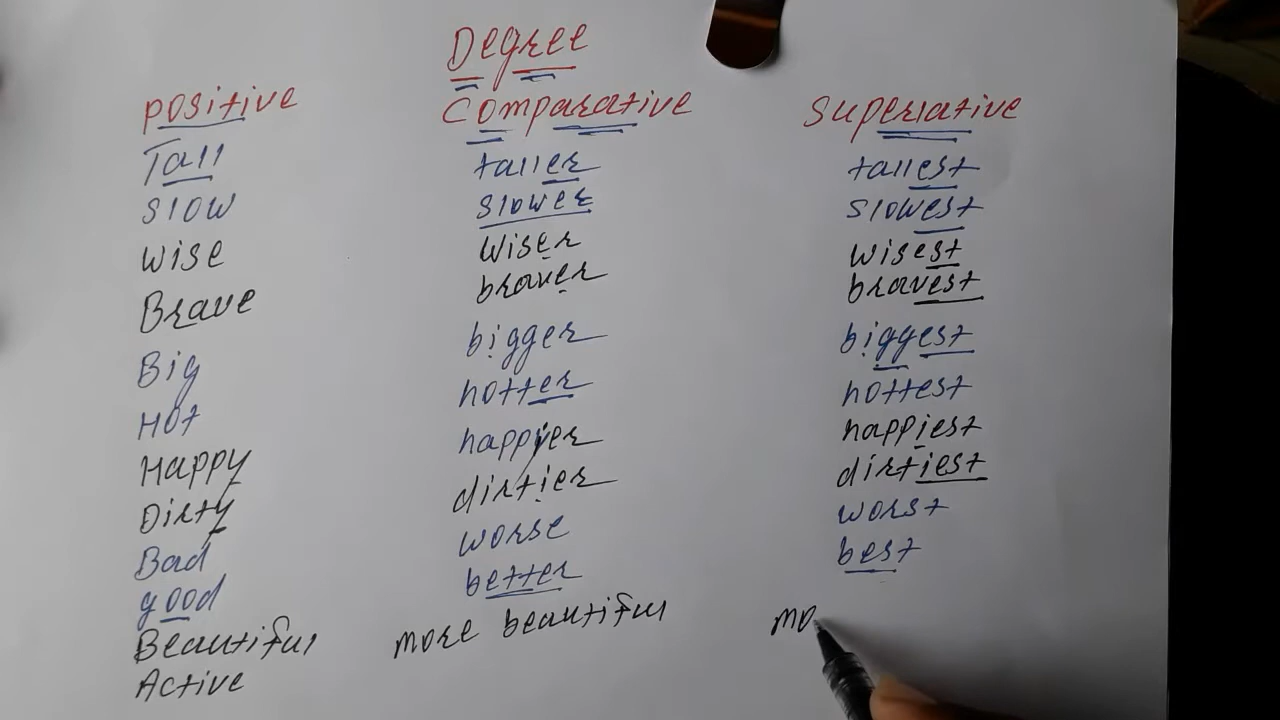 Degree
Positive Comparative Superlative
Tall taller tallest
Slow slower slowest
Wise wiser wisest
Brave braver bravest
Big bigger biggest
Hot hotter hottest
Happy happier happiest
Dirty dirtier dirtiest
Bad worse worst
good better best
Beautiful more beautiful mo
Active